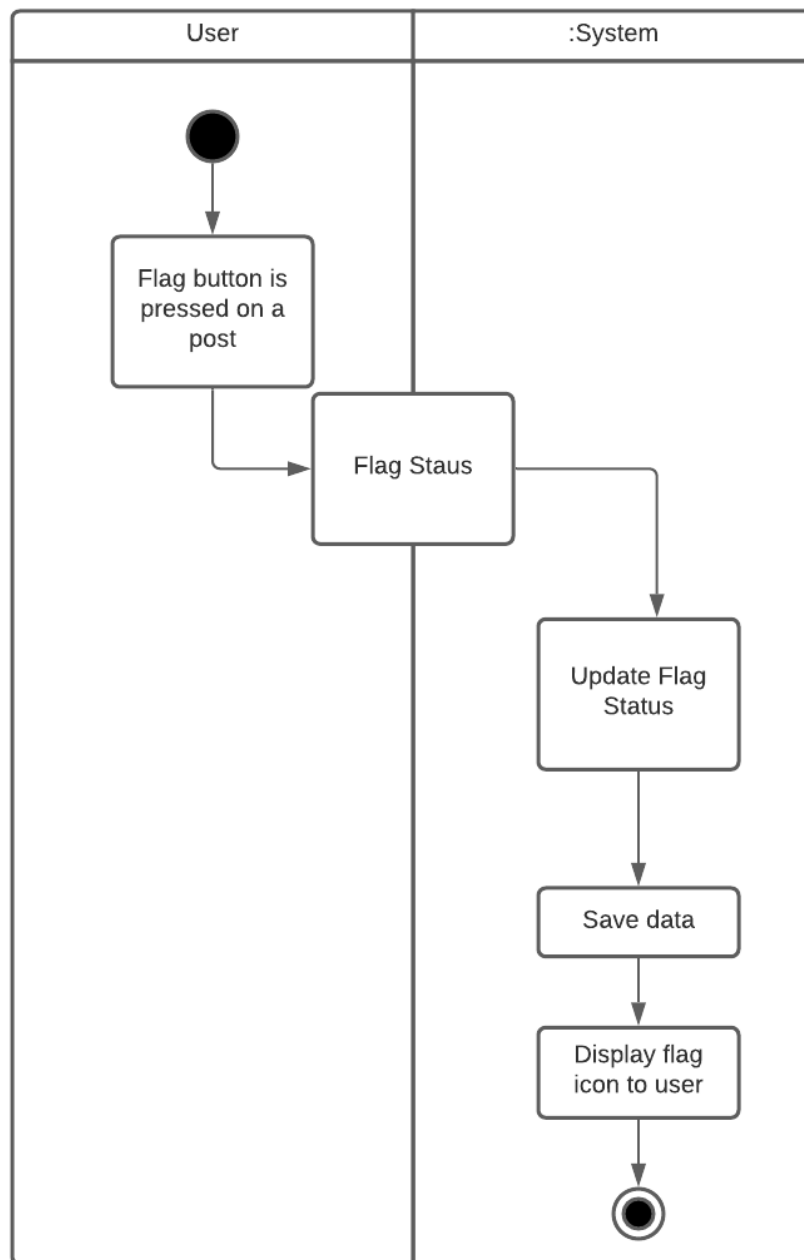 User
:System
Flag button is
pressed on a
post
Flag Staus
Update Flag
Status
Save data
Display flag
icon to user